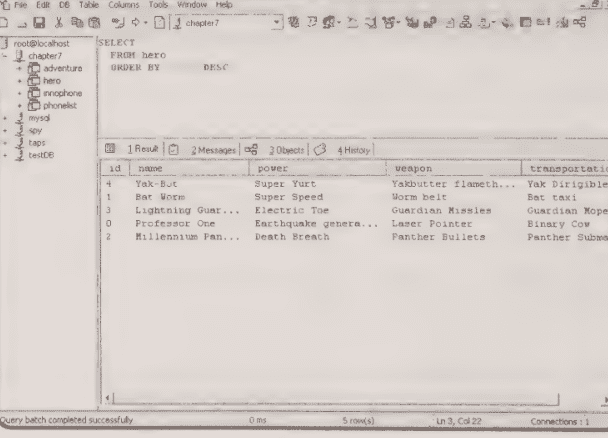 File Edit DB Table Columns Tools Window Help
chapter7
root@localhost
chapter7
adventure
hero
innophone
phonelist
mysql
spy
taps
testDB
SELECT
FROM hero
ORDER BY DESC
1 Result 2 Messages 3 Objects 4 History
id name power weapon transportatio
4 Yak-Bot Super Yurt Yakbutter flameth... Yak Dirigible
1 Bat Worm Super Speed Worm belt Bat taxi
3 Lightning Guar... Electric Toe Guardian Missles Guardian Mope
0 Professor One Earthquake genera... Laser Pointer Binary Cow
2 Millennium Pan... Death Breath Panther Bullets Panther Subma
Query batch completed successfully 0 ms 5 row(s) Ln 3, Col 22 Connections : 1